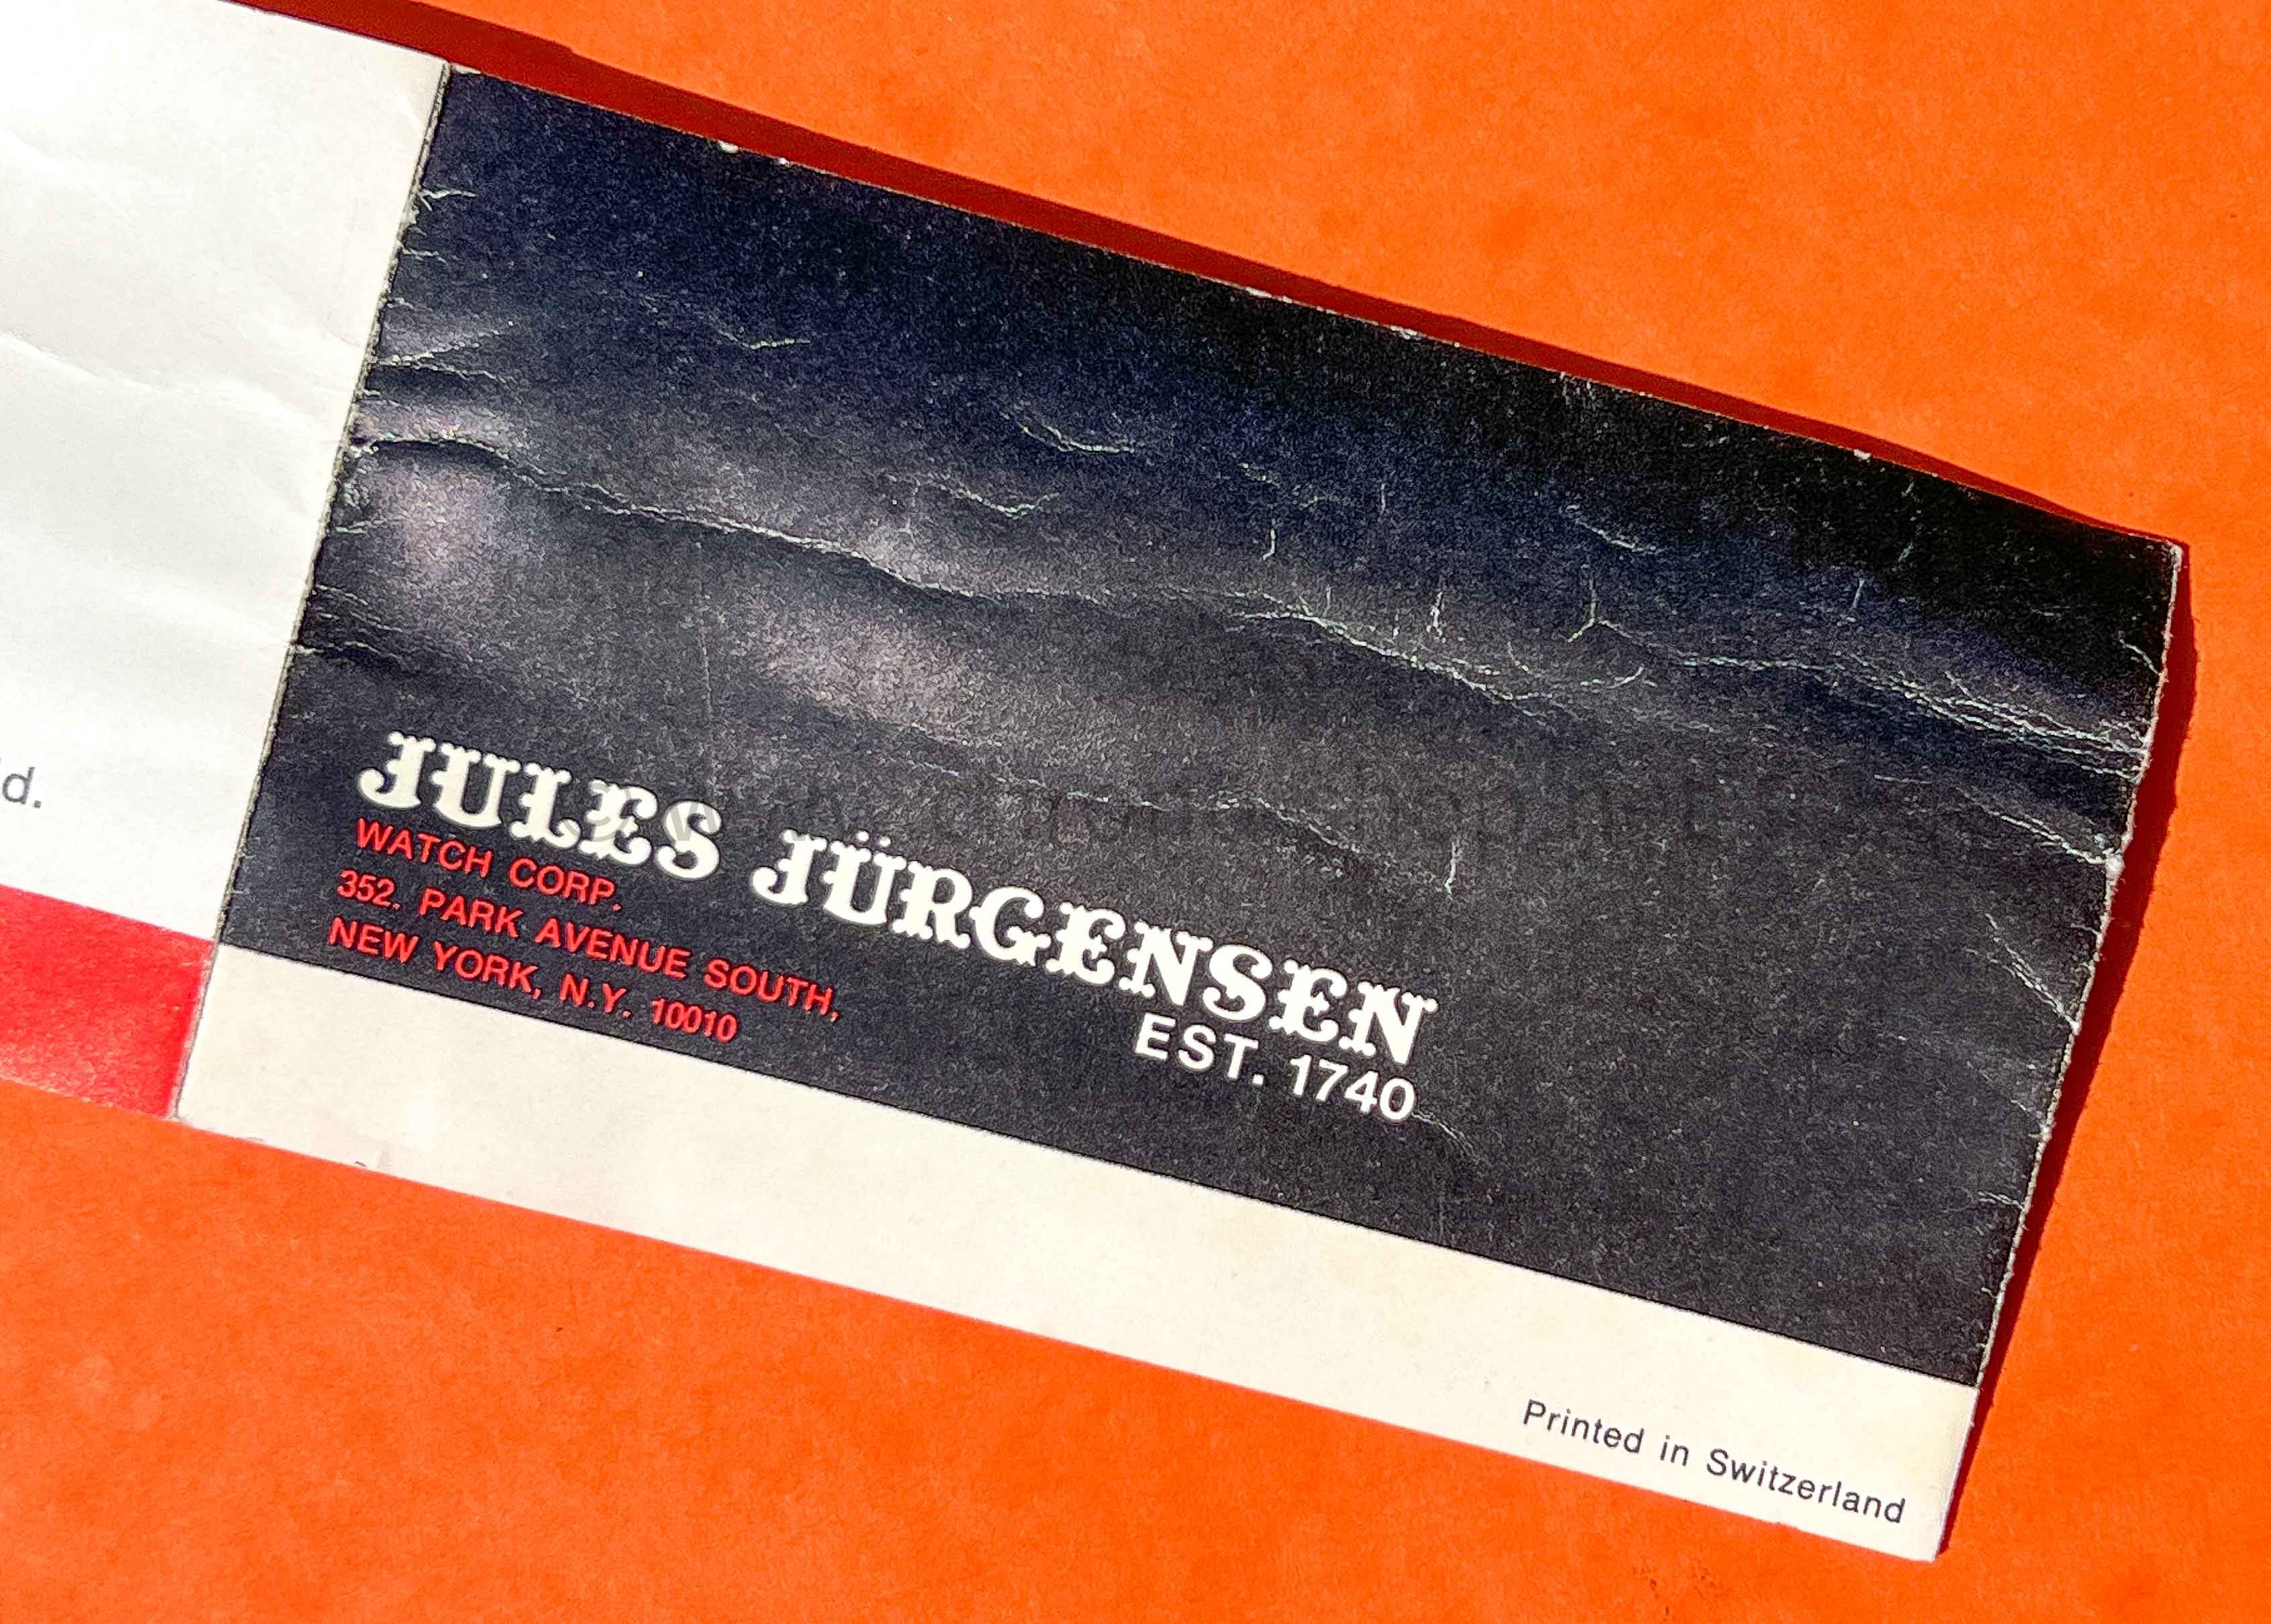 d.
JULES JÜRGENSEN
WATCH CORP.
352. PARK AVENUE SOUTH,
NEW YORK, N.Y. 10010
EST. 1740
Printed in Switzerland